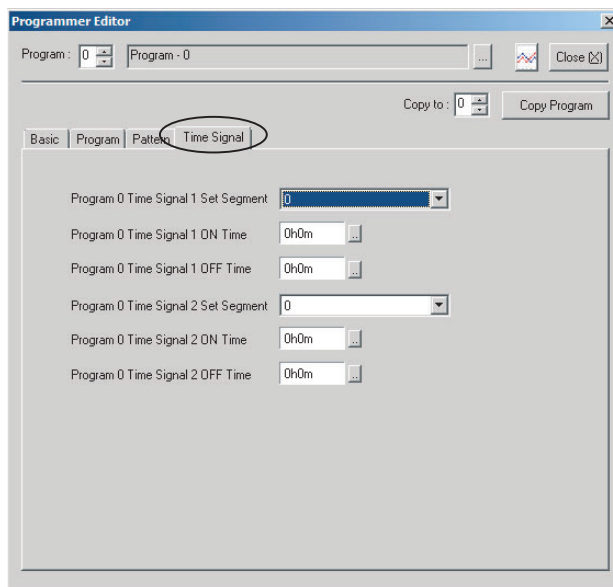 Programmer Editor
Program : 0 Program - 0 ... Close (X)
Copy to : 0 Copy Program
Basic Program Pattern Time Signal
Program 0 Time Signal 1 Set Segment 0
Program 0 Time Signal 1 ON Time 0h0m ..
Program 0 Time Signal 1 OFF Time 0h0m ..
Program 0 Time Signal 2 Set Segment 0
Program 0 Time Signal 2 ON Time 0h0m ..
Program 0 Time Signal 2 OFF Time 0h0m ..